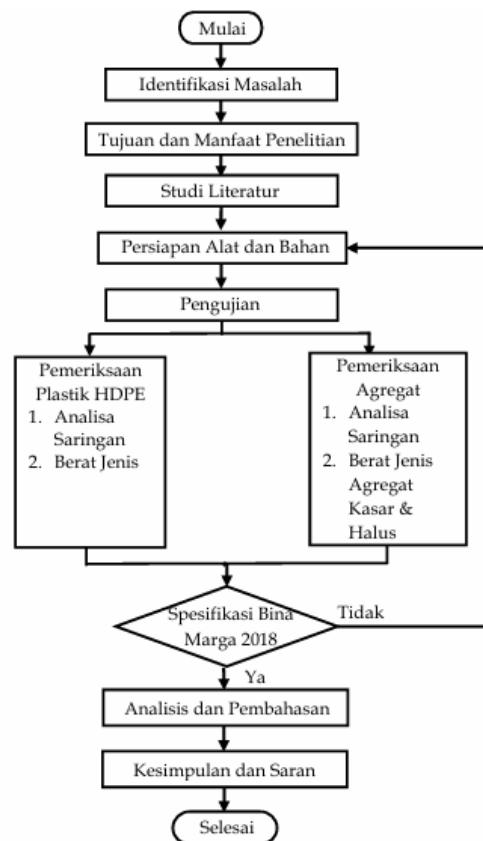 Mulai
Identifikasi Masalah
Tujuan dan Manfaat Penelitian
Studi Literatur
Persiapan Alat dan Bahan
Pengujian
Pemeriksaan
Plastik HDPE
1. Analisa
Saringan
2. Berat Jenis
Pemeriksaan
Agregat
1. Analisa
Saringan
2. Berat Jenis
Agregat
Kasar &
Halus
Spesifikasi Bina
Marga 2018
Tidak
Ya
Analisis dan Pembahasan
Kesimpulan dan Saran
Selesai